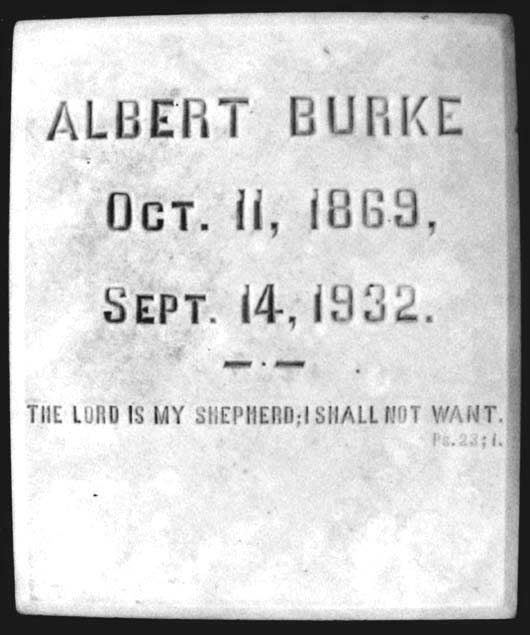 ALBERT BURKE
OCT. 11, 1869,
SEPT. 14, 1932.
THE LORD IS MY SHEPHERD; I SHALL NOT WANT.
Ps. 23; 1.